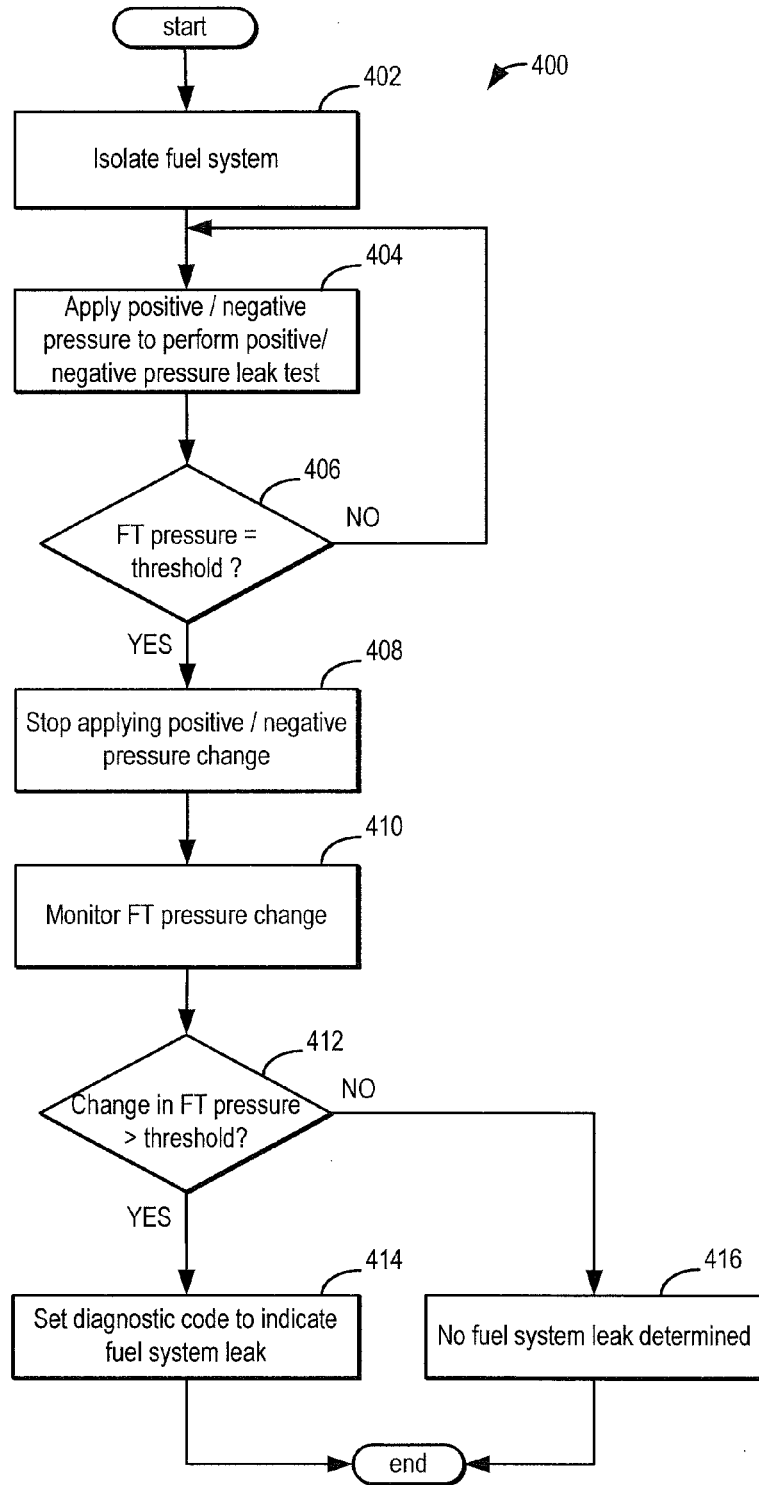 start
400
402
Isolate fuel system
404
Apply positive / negative
pressure to perform positive/
negative pressure leak test
406
FT pressure =
threshold ?
NO
YES
408
Stop applying positive / negative
pressure change
410
Monitor FT pressure change
412
Change in FT pressure
> threshold?
NO
YES
414
Set diagnostic code to indicate
fuel system leak
416
No fuel system leak determined
end